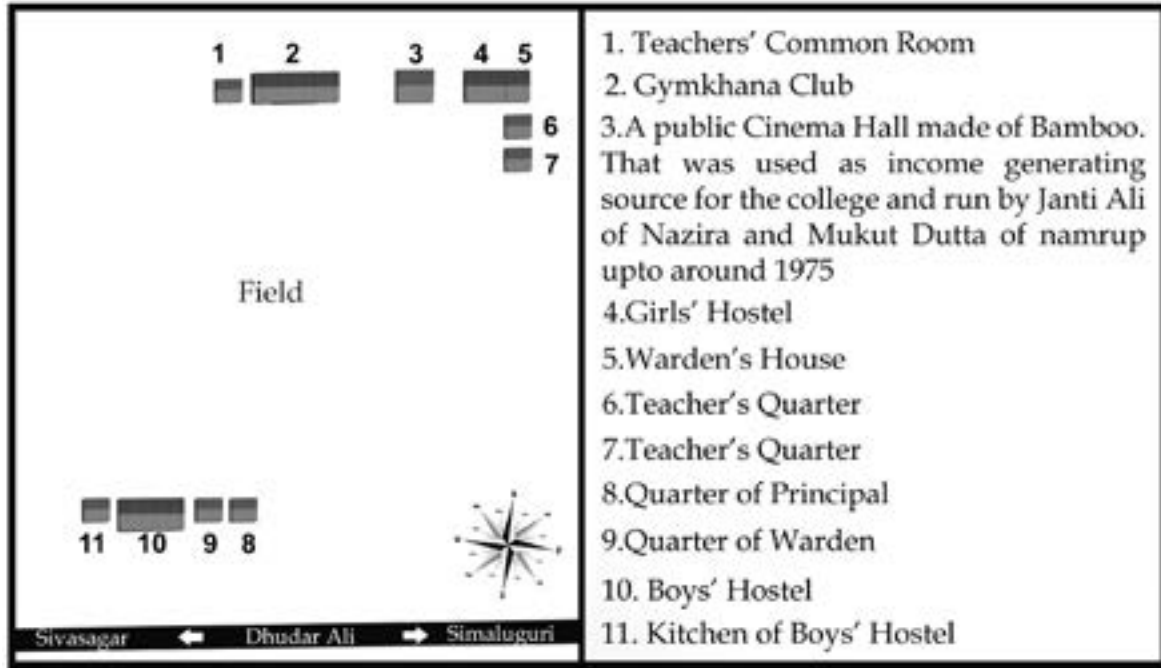 1 2 3 4 5
6
7
Field
11 10 9 8
Sivasagar Dhudar Ali Simaluguri
1. Teachers' Common Room
2. Gymkhana Club
3.A public Cinema Hall made of Bamboo.
That was used as income generating
source for the college and run by Janti Ali
of Nazira and Mukut Dutta of namrup
upto around 1975
4.Girls' Hostel
5.Warden's House
6.Teacher's Quarter
7.Teacher's Quarter
8.Quarter of Principal
9.Quarter of Warden
10. Boys' Hostel
11. Kitchen of Boys' Hostel